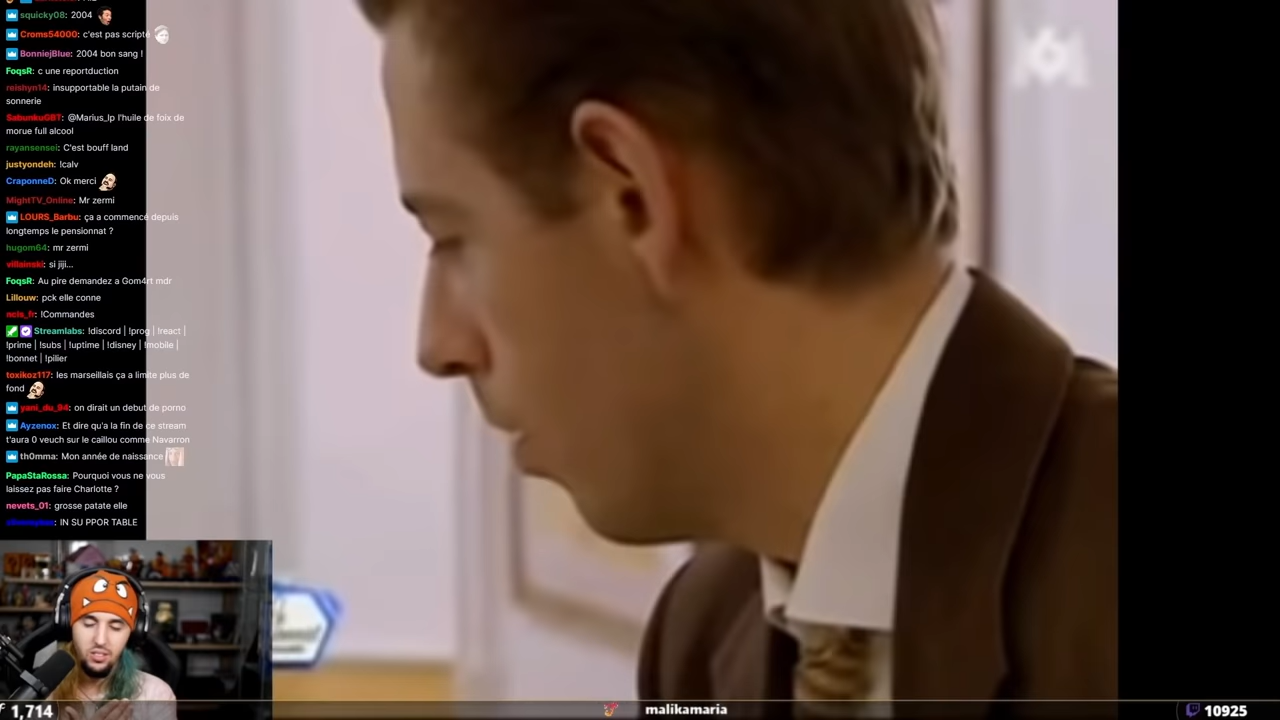 squicky08: 2004
Croms54000: c'est pas scripté
BonniejBlue: 2004 bon sang !
FoqsR: c une reportduction
reishyn14: insupportable la putain de
sonnerie
SabunkuGBT: @Marius_lp l'huile de foix de
morue full alcool
rayansensei: C'est bouff land
justyondeh: !calv
CraponneD: Ok merci
MightTV_Online: Mr zermi
LOURS_Barbu: ça a commencé depuis
longtemps le pensionnat ?
hugom64: mr zermi
villainski: si jiji...
FoqsR: Au pire demandez a Gom4rt mdr
Lillouw: pck elle conne
ncis_fr: !Commandes
Streamlabs: !discord | !prog | !react |
!prime | !subs | !uptime | !disney | !mobile |
!bonnet | !pilier
toxikoz117: les marseillais ça a limite plus de
fond
yani_du_94: on dirait un debut de porno
Ayzenox: Et dire qu'a la fin de ce stream
t'aura 0 veuch sur le caillou comme Navarron
th0mma: Mon année de naissance
PapaStaRossa: Pourquoi vous ne vous
laissez pas faire Charlotte ?
nevets_01: grosse patate elle
IN SU PPOR TABLE
M6
1,714
malikamaria
10925